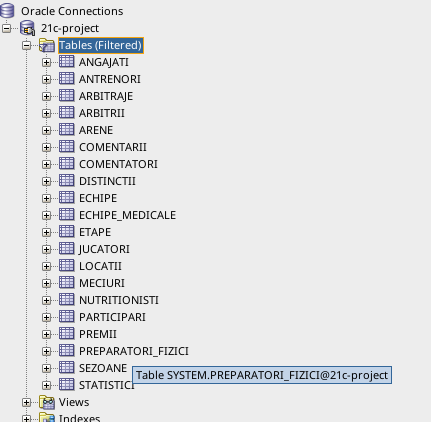 Oracle Connections
21c-project
Tables (Filtered)
ANGAJATI
ANTRENORI
ARBITRAJE
ARBITRII
ARENE
COMENTARII
COMENTATORI
DISTINCTII
ECHIPE
ECHIPE_MEDICALE
ETAPE
JUCATORI
LOCATII
MECIURI
NUTRITIONISTI
PARTICIPARI
PREMII
PREPARATORI_FIZICI
SEZOANE
Table SYSTEM.PREPARATORI_FIZICI@21c-project
STATISTICI
Views
Indexes